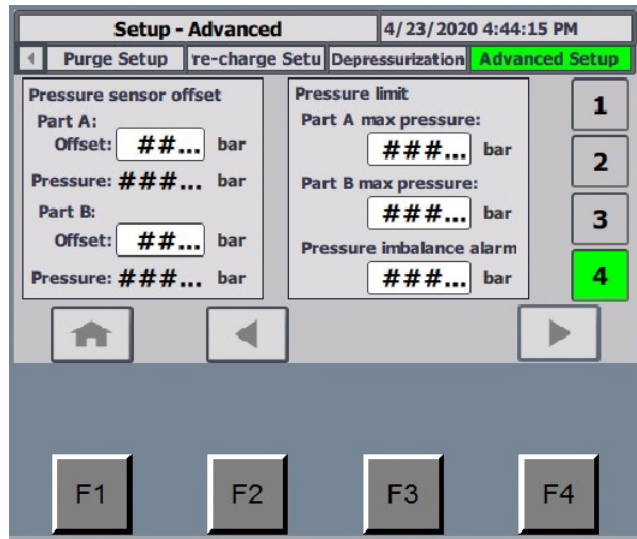 Setup - Advanced
4/23/2020 4:44:15 PM
Purge Setup
're-charge Setu
Depressurization
Advanced Setup
Pressure sensor offset
Part A:
Offset: ##... bar
Pressure: ###... bar
Part B:
Offset: ##... bar
Pressure: ###... bar
Pressure limit
Part A max pressure:
###... bar
Part B max pressure:
###... bar
Pressure imbalance alarm
###... bar
1
2
3
4
F1
F2
F3
F4